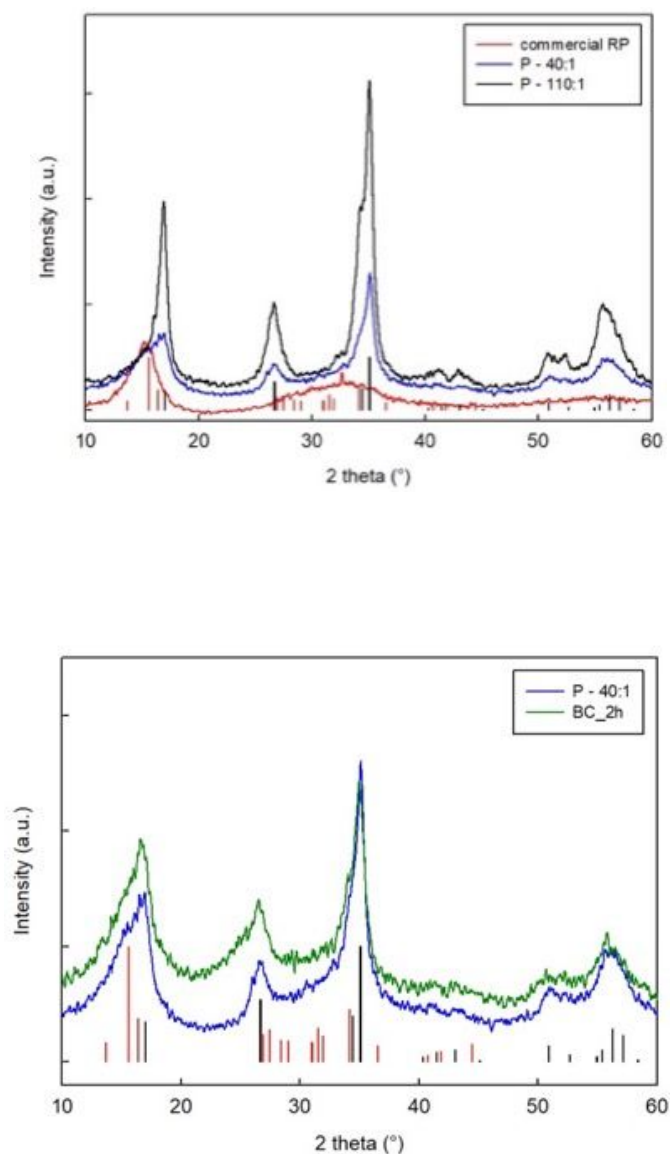 commercial RP
P - 40:1
P - 110:1
Intensity (a.u.)
10 20 30 40 50 60
2 theta (°)
P - 40:1
BC_2h
Intensity (a.u.)
10 20 30 40 50 60
2 theta (°)